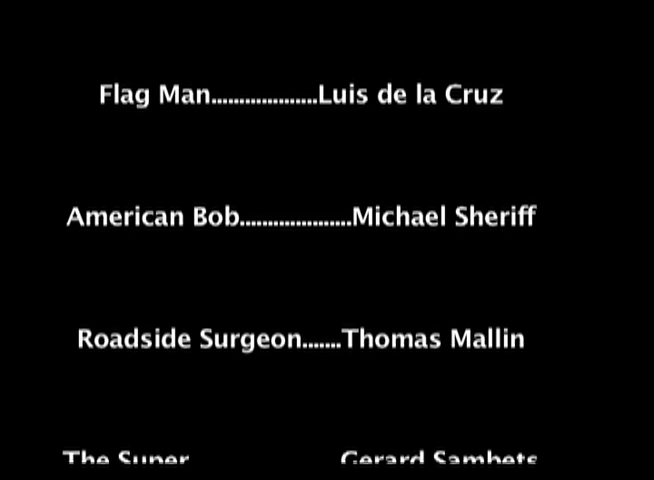 Flag Man...................Luis de la Cruz
American Bob....................Michael Sheriff
Roadside Surgeon.......Thomas Mallin
The Super Gerard